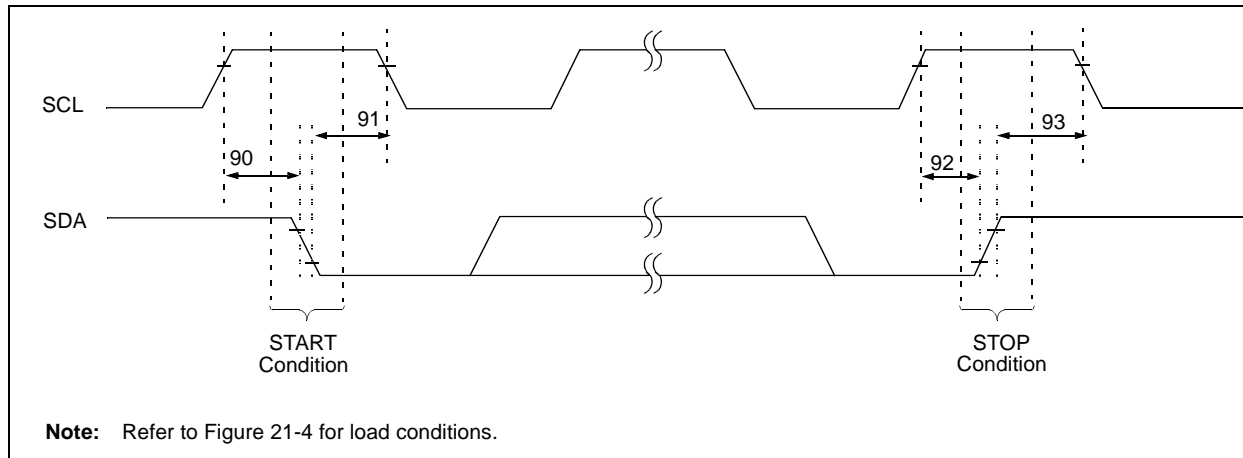 SCL
91
93
90
92
SDA
START
Condition
STOP
Condition
Note: Refer to Figure 21-4 for load conditions.